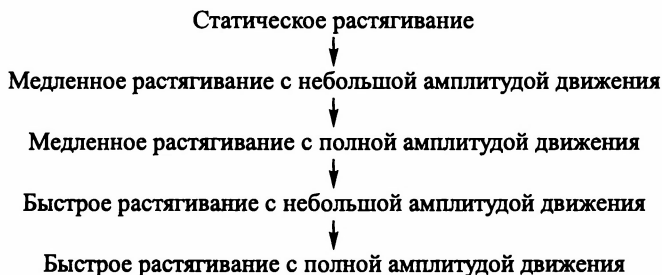 Статическое растягивание
Медленное растягивание с небольшой амплитудой движения
Медленное растягивание с полной амплитудой движения
Быстрое растягивание с небольшой амплитудой движения
Быстрое растягивание с полной амплитудой движения